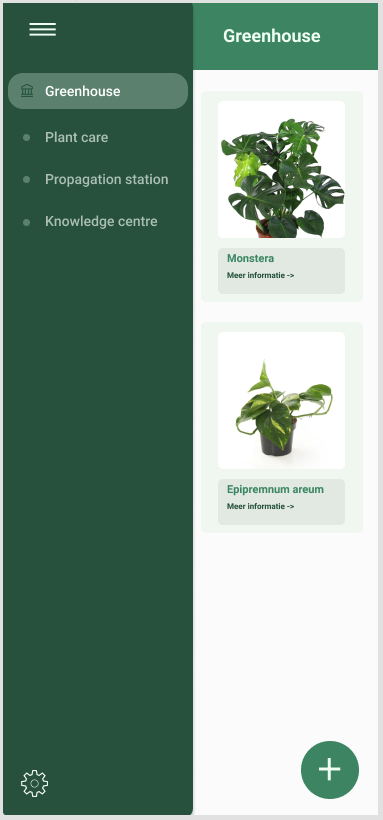 Greenhouse
Plant care
Propagation station
Knowledge centre
Greenhouse
Monstera
Meer informatie ->
Epipremnum areum
Meer informatie ->